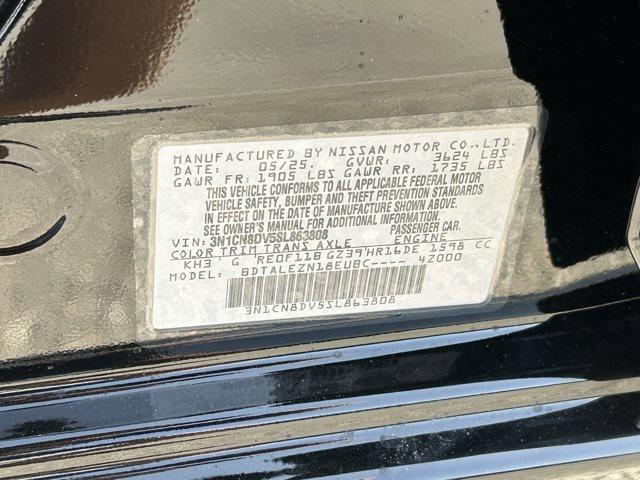 MANUFACTURED BY NISSAN MOTOR CO.,LTD.
DATE: 05/25. GVWR: 3624 LBS
GAWR FR: 1905 LBS GAWR RR: 1735 LBS
THIS VEHICLE CONFORMS TO ALL APPLICABLE FEDERAL MOTOR
VEHICLE SAFETY, BUMPER AND THEFT PREVENTION STANDARDS
IN EFFECT ON THE DATE OF MANUFACTURE SHOWN ABOVE.
SEE OWNER'S MANUAL FOR ADDITIONAL INFORMATION.
VIN: 3N1CN8DV5SL863808 PASSENGER CAR.
COLOR TRIM TRANS AXLE ENGINE
KH3 G RE0F11B GZ39 HR16DE 1598 CC
BDTALEZN18EUBC---- 4Z000
3N1CN8DV5SL863808